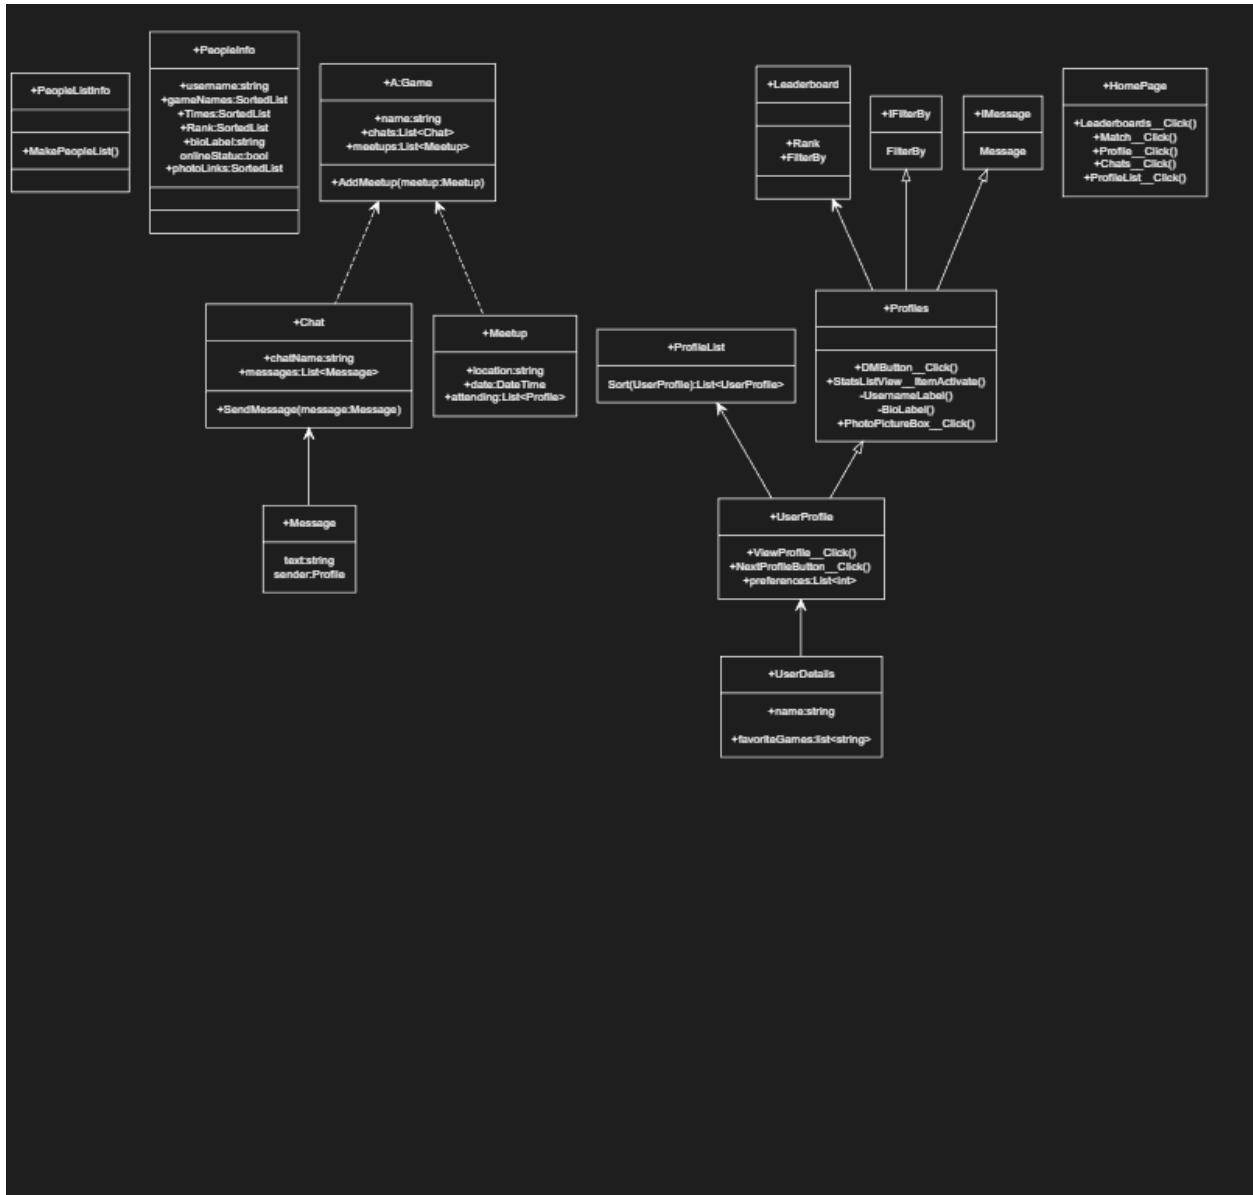 +PeopleListInfo
+MakePeopleList()
+PeopleInfo
+username:string
+gameNames:SortedList
+Times:SortedList
+Rank:SortedList
+bioLabel:string
onlineStatuc:bool
+photoLinks:SortedList
+A:Game
+name:string
+chats:List<Chat>
+meetups:List<Meetup>
+AddMeetup(meetup:Meetup)
+Leaderboard
+Rank
+FilterBy
+IFilterBy
FilterBy
+IMessage
Message
+HomePage
+Leaderboards__Click()
+Match__Click()
+Profile__Click()
+Chats__Click()
+ProfileList__Click()
+Chat
+chatName:string
+messages:List<Message>
+SendMessage(message:Message)
+Meetup
+location:string
+date:DateTime
+attending:List<Profile>
+ProfileList
Sort(UserProfile):List<UserProfile>
+Profiles
+DMButton__Click()
+StatsListView__ItemActivate()
-UsernameLabel()
-BioLabel()
+PhotoPictureBox__Click()
+Message
text:string
sender:Profile
+UserProfile
+ViewProfile__Click()
+NextProfileButton__Click()
+preferences:List<int>
+UserDetails
+name:string
+favoriteGames:list<string>